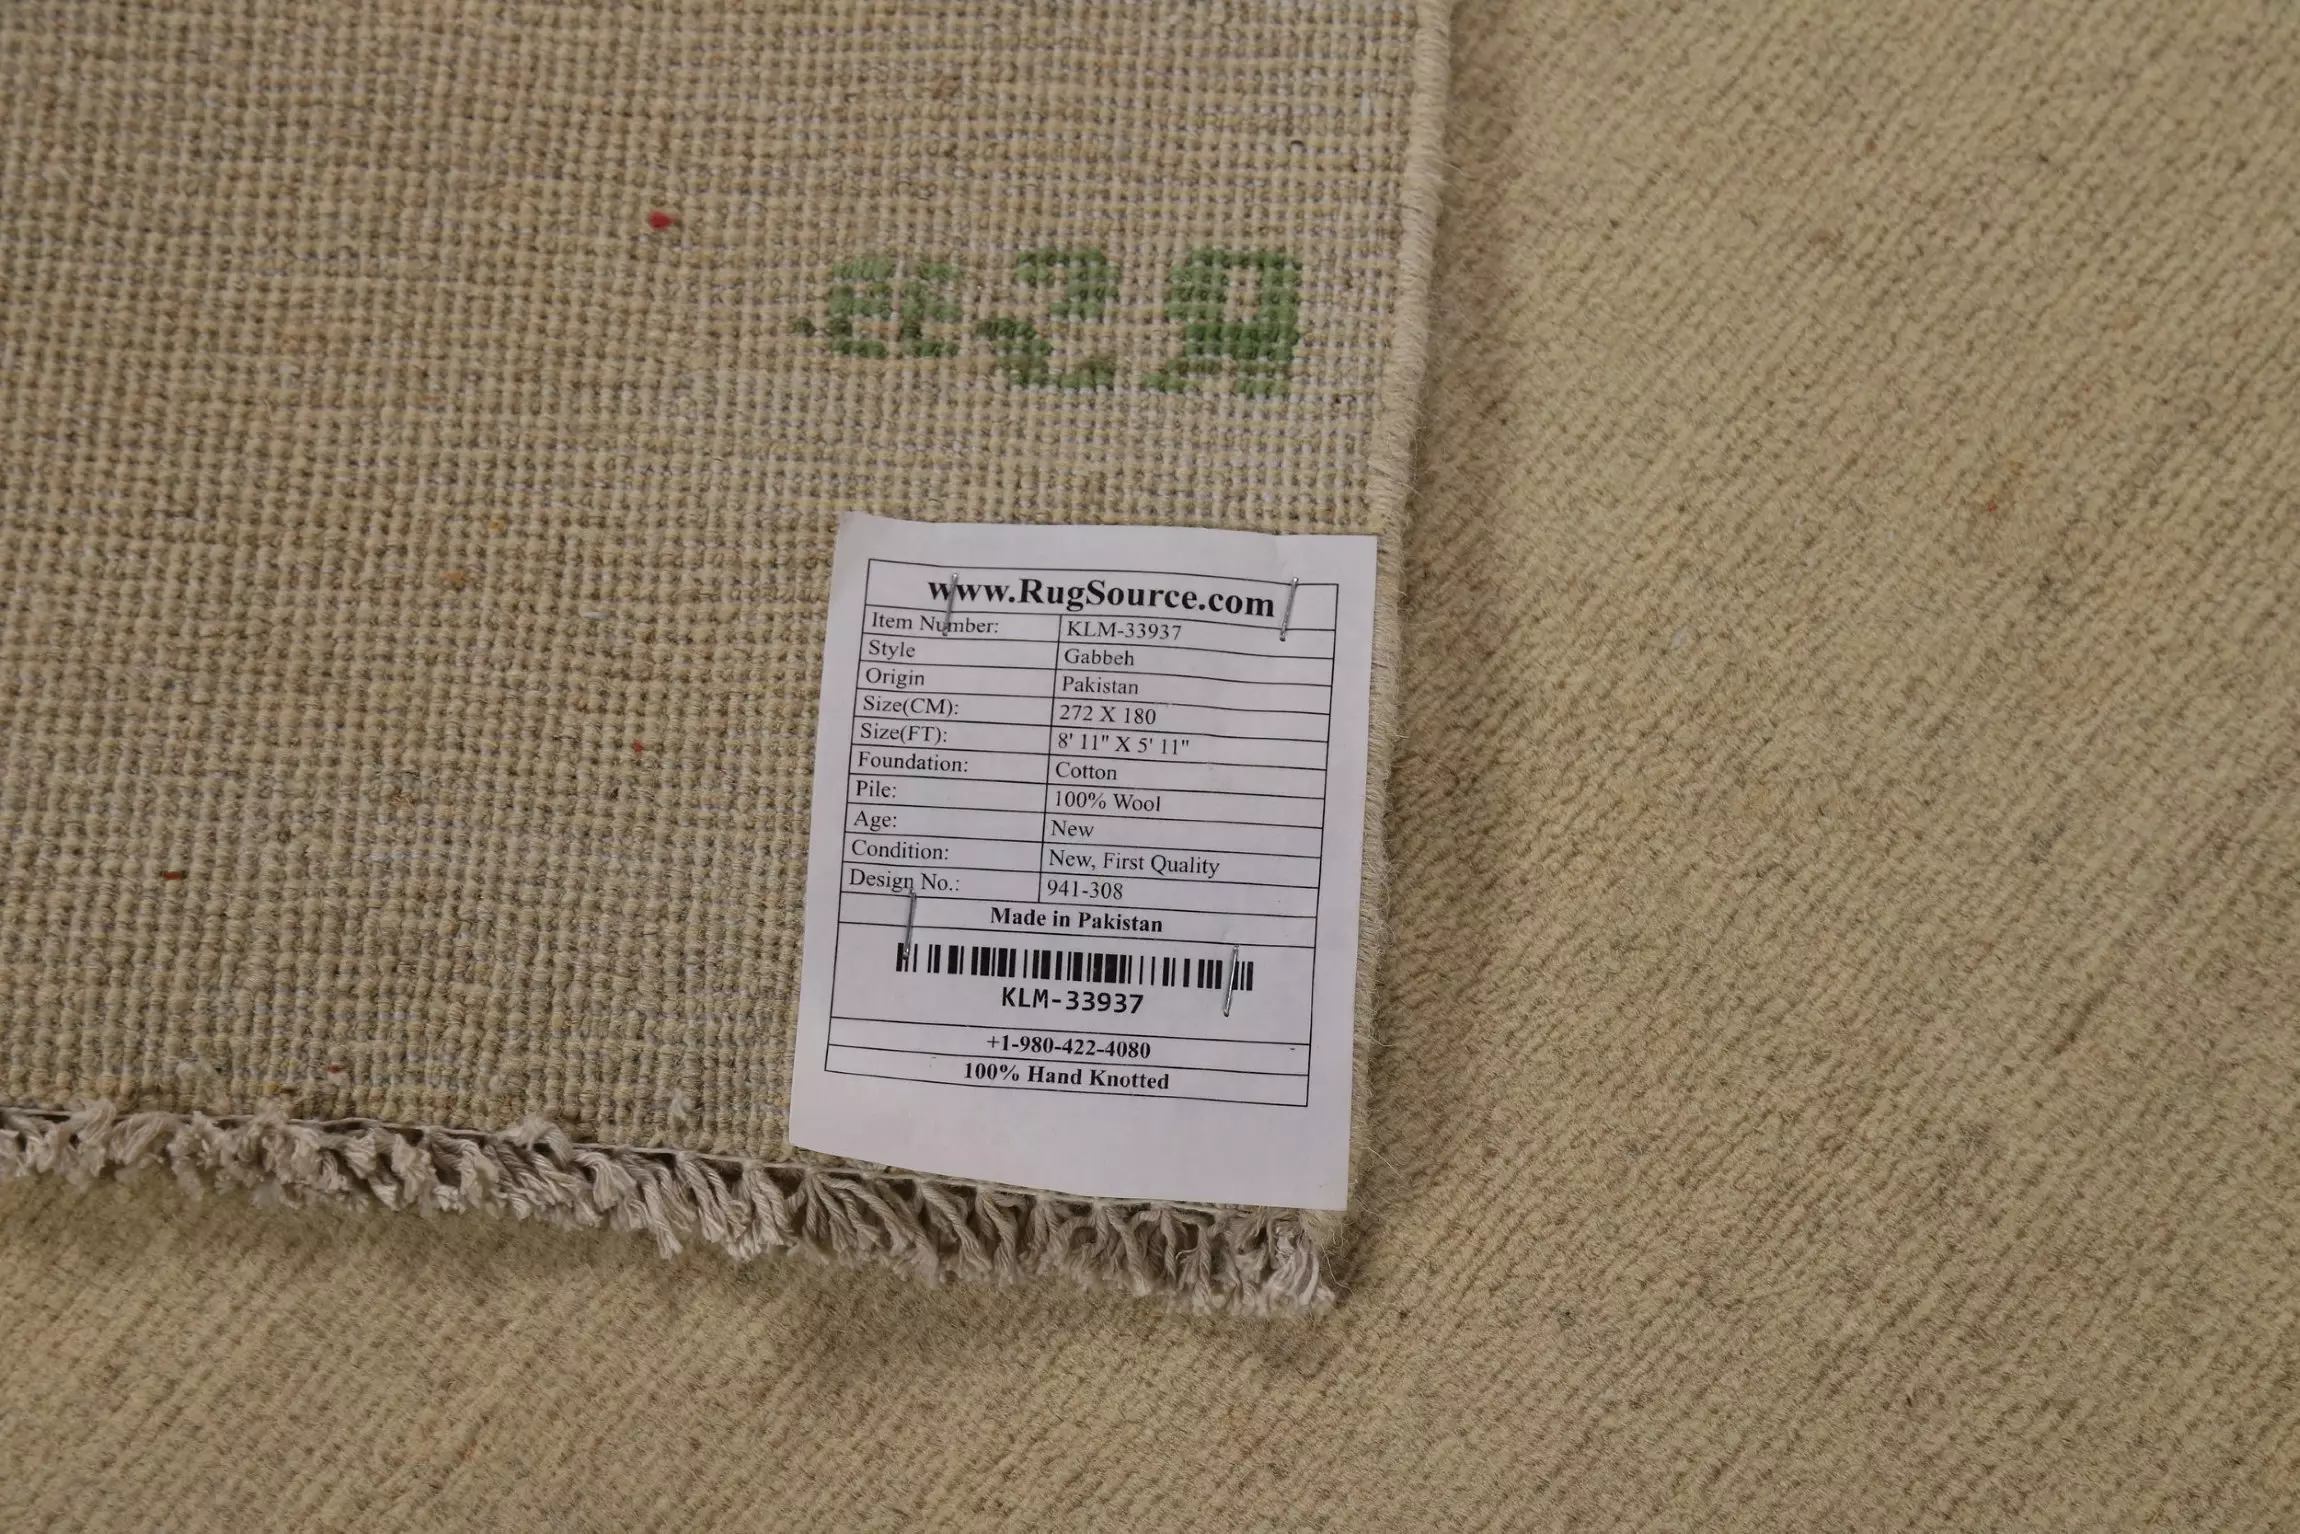 www.RugSource.com
Item Number: KLM-33937
Style Gabbeh
Origin Pakistan
Size(CM): 272 X 180
Size(FT): 8' 11" X 5' 11"
Foundation: Cotton
Pile: 100% Wool
Age: New
Condition: New, First Quality
Design No.: 941-308
Made in Pakistan
KLM-33937
+1-980-422-4080
100% Hand Knotted